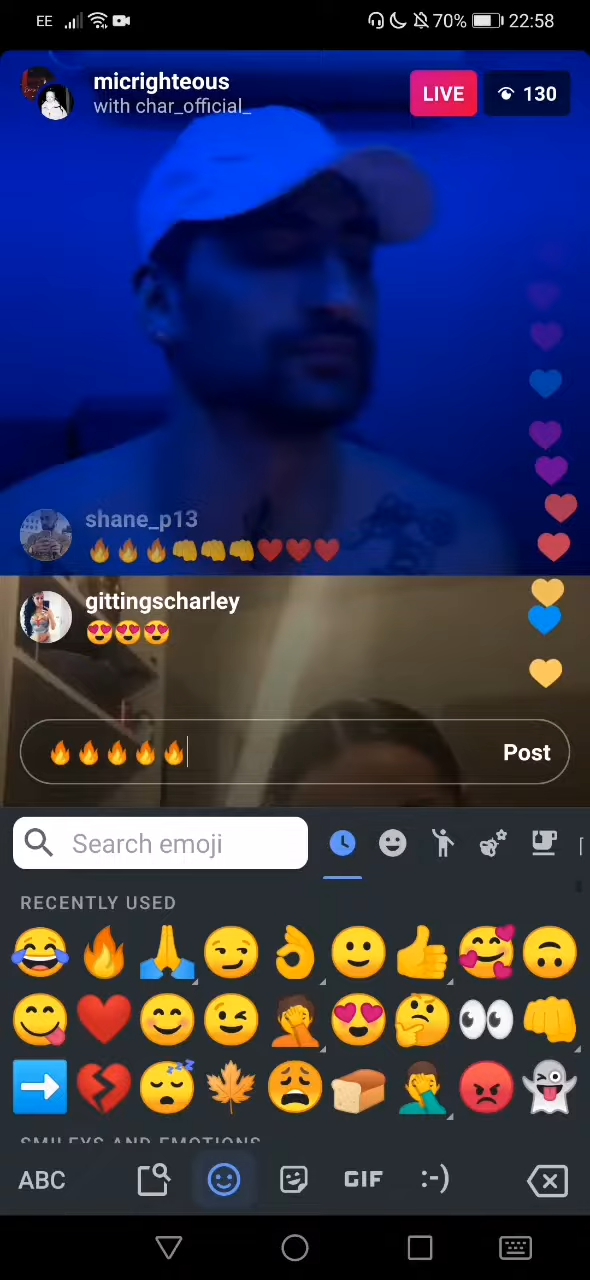 EE 70% 22:58
micrighteous
with char_official_
LIVE 130
shane_p13
🔥🔥🔥👊👊👊❤️❤️❤️
gittingscharley
😍😍😍
🔥🔥🔥🔥🔥 Post
Search emoji
RECENTLY USED
SMILEYS AND EMOTIONS
ABC GIF :-)